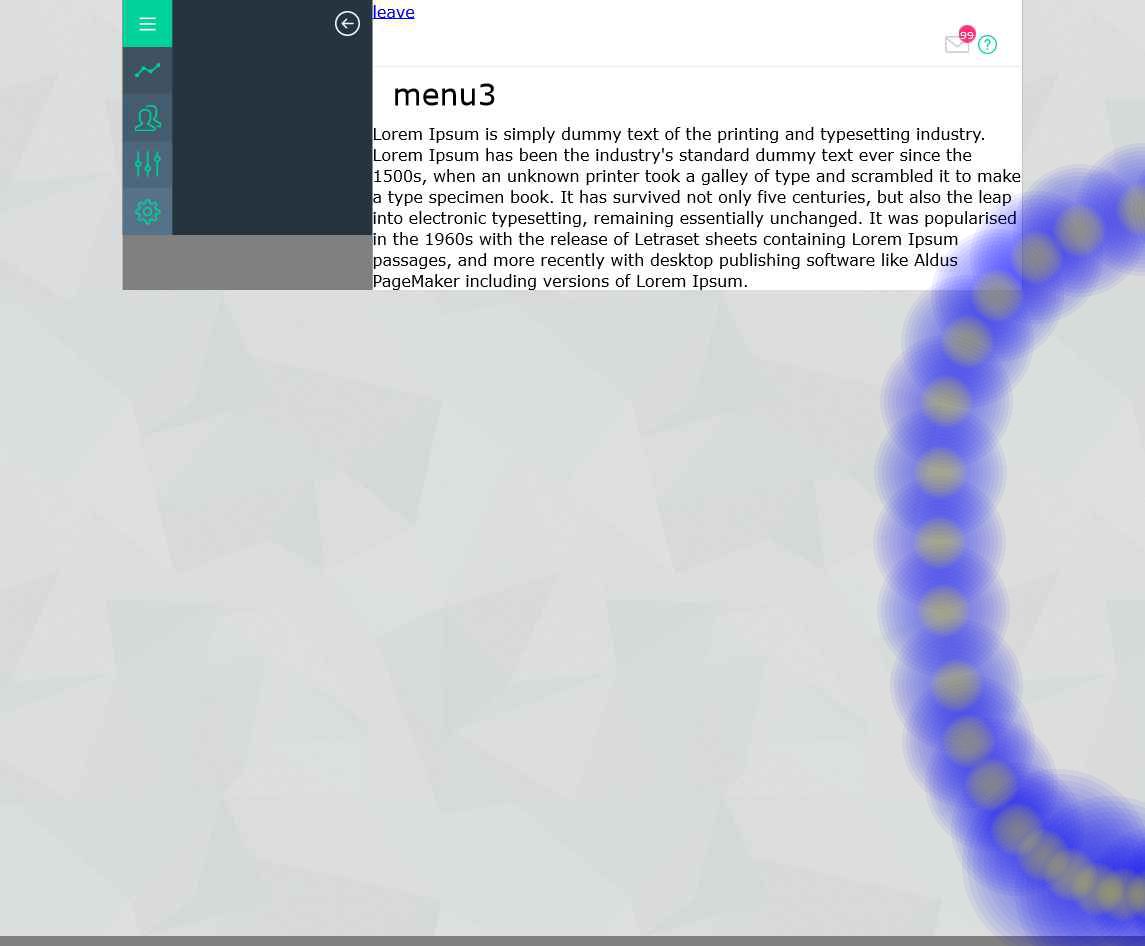 leave
99
?
menu3
Lorem Ipsum is simply dummy text of the printing and typesetting industry.
Lorem Ipsum has been the industry's standard dummy text ever since the
1500s, when an unknown printer took a galley of type and scrambled it to make
a type specimen book. It has survived not only five centuries, but also the leap
into electronic typesetting, remaining essentially unchanged. It was popularised
in the 1960s with the release of Letraset sheets containing Lorem Ipsum
passages, and more recently with desktop publishing software like Aldus
PageMaker including versions of Lorem Ipsum.